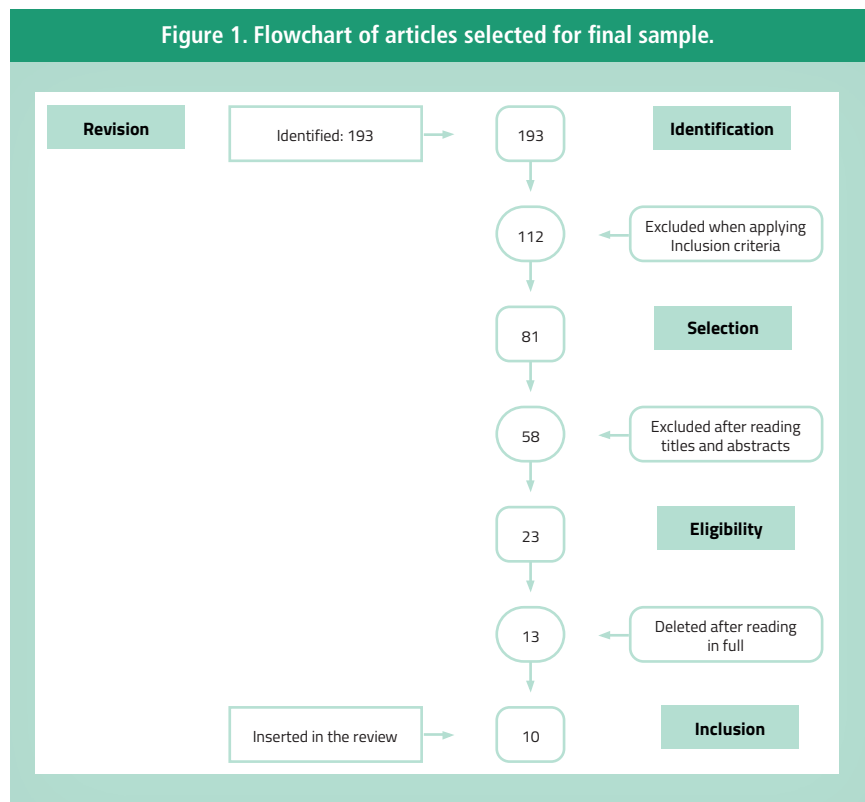 Figure 1. Flowchart of articles selected for final sample.
Revision
Identified: 193
193
Identification
112
Excluded when applying
Inclusion criteria
81
Selection
58
Excluded after reading
titles and abstracts
23
Eligibility
13
Deleted after reading
in full
Inserted in the review
10
Inclusion